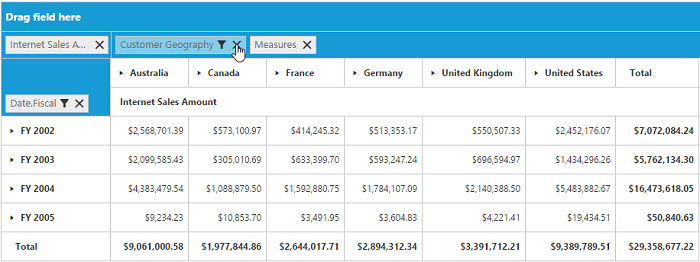 Drag field here
Internet Sales A... Customer Geography Measures
Australia Canada France Germany United Kingdom United States Total
Date.Fiscal Internet Sales Amount
FY 2002 $2,568,701.39 $573,100.97 $414,245.32 $513,353.17 $550,507.33 $2,452,176.07 $7,072,084.24
FY 2003 $2,099,585.43 $305,010.69 $633,399.70 $593,247.24 $696,594.97 $1,434,296.26 $5,762,134.30
FY 2004 $4,383,479.54 $1,088,879.50 $1,592,880.75 $1,784,107.09 $2,140,388.50 $5,483,882.67 $16,473,618.05
FY 2005 $9,234.23 $10,853.70 $3,491.95 $3,604.83 $4,221.41 $19,434.51 $50,840.63
Total $9,061,000.58 $1,977,844.86 $2,644,017.71 $2,894,312.34 $3,391,712.21 $9,389,789.51 $29,358,677.22